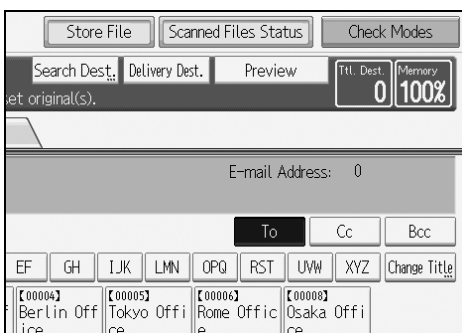 Store File Scanned Files Status Check Modes
Search Dest. Delivery Dest. Preview Ttl. Dest. Memory
set original(s). 0 100%
E-mail Address: 0
To Cc Bcc
EF GH IJK LMN OPQ RST UVW XYZ Change Title
【00004】 【00005】 【00006】 【00008】
Berlin Off Tokyo Offi Rome Offic Osaka Offi
ice ce e ce